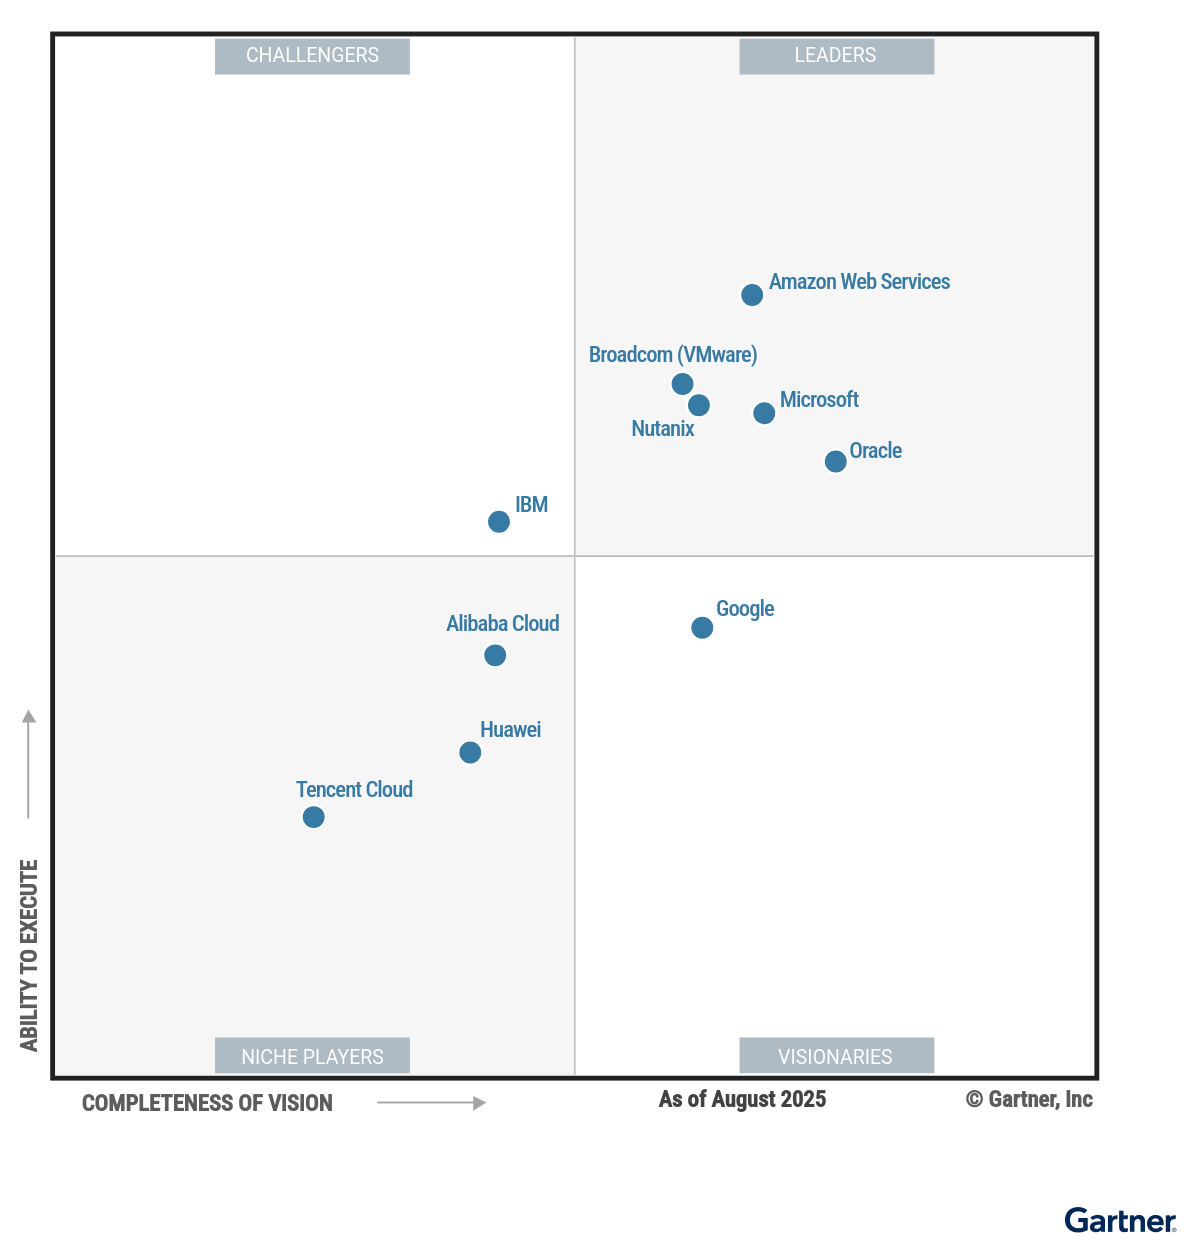 CHALLENGERS
LEADERS
Amazon Web Services
Broadcom (VMware)
Microsoft
Nutanix
Oracle
IBM
Google
Alibaba Cloud
Huawei
Tencent Cloud
ABILITY TO EXECUTE
NICHE PLAYERS
VISIONARIES
COMPLETENESS OF VISION
As of August 2025
© Gartner, Inc
Gartner®